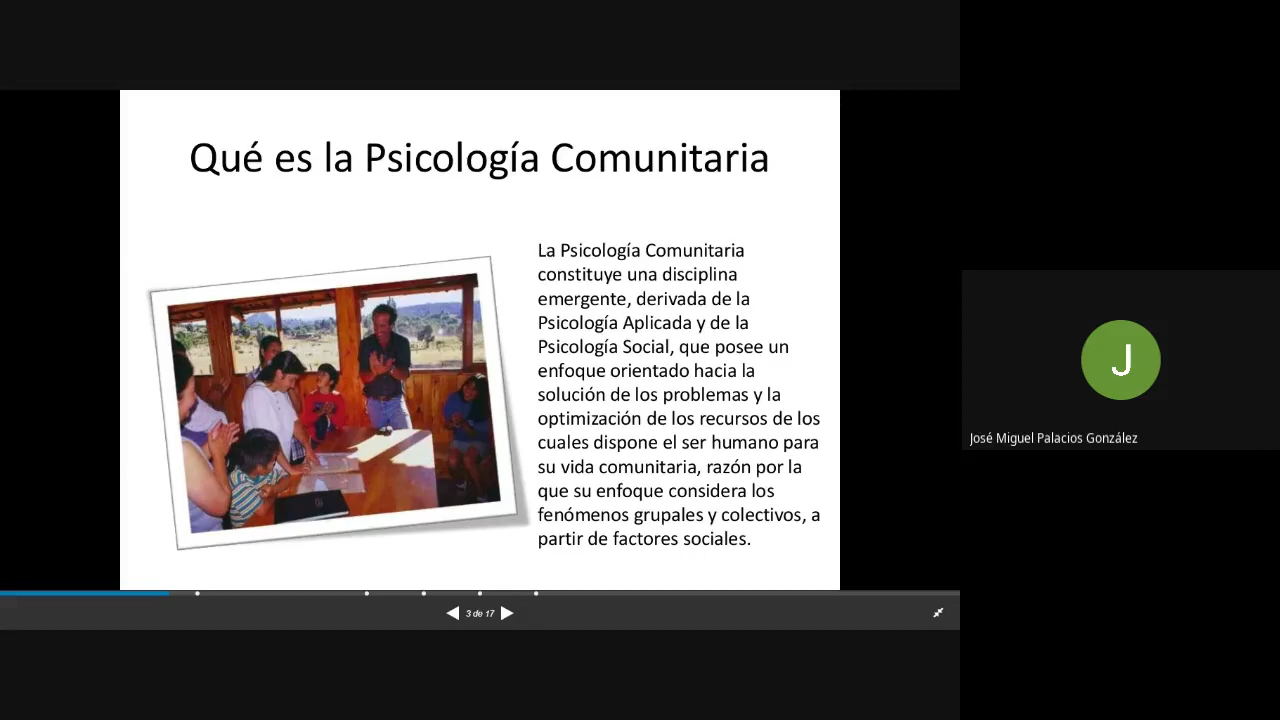 Qué es la Psicología Comunitaria
La Psicología Comunitaria
constituye una disciplina
emergente, derivada de la
Psicología Aplicada y de la
Psicología Social, que posee un
enfoque orientado hacia la
solución de los problemas y la
optimización de los recursos de los
cuales dispone el ser humano para
su vida comunitaria, razón por la
que su enfoque considera los
fenómenos grupales y colectivos, a
partir de factores sociales.
3 de 17
J
José Miguel Palacios González